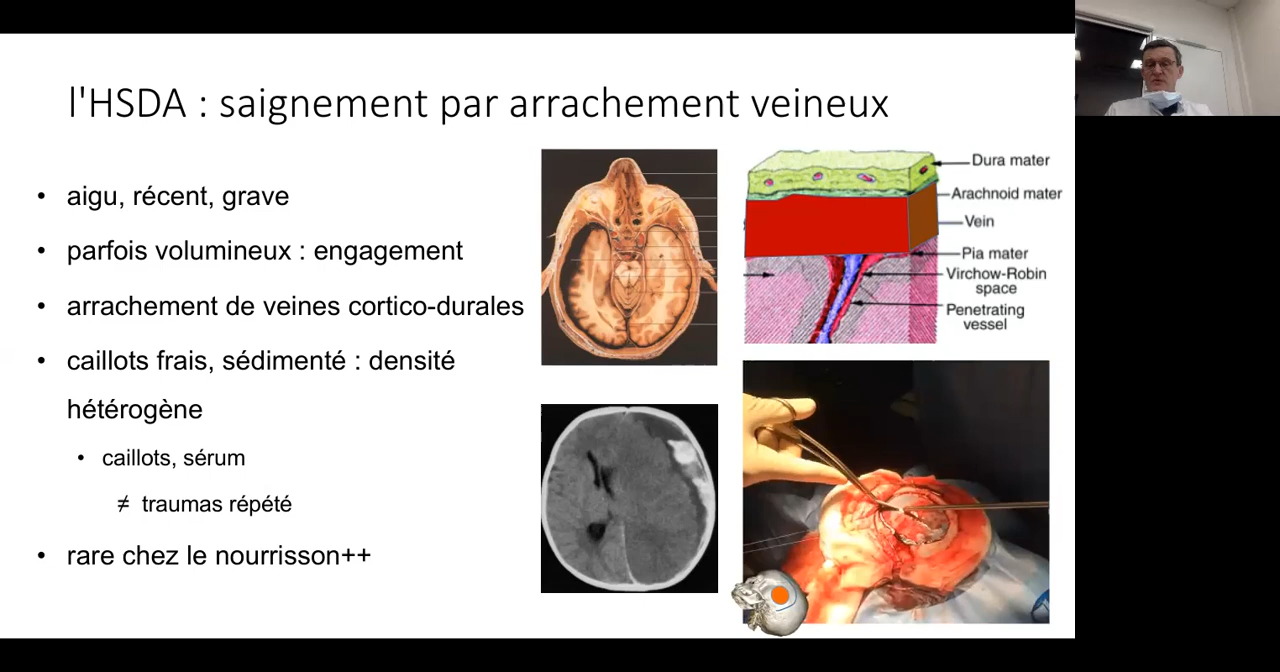 l'HSDA : saignement par arrachement veineux
• aigu, récent, grave
• parfois volumineux : engagement
• arrachement de veines cortico-durales
• caillots frais, sédimenté : densité
hétérogène
• caillots, sérum
≠ traumas répété
• rare chez le nourrisson++
Dura mater
Arachnoid mater
Vein
Pia mater
Virchow-Robin
space
Penetrating
vessel